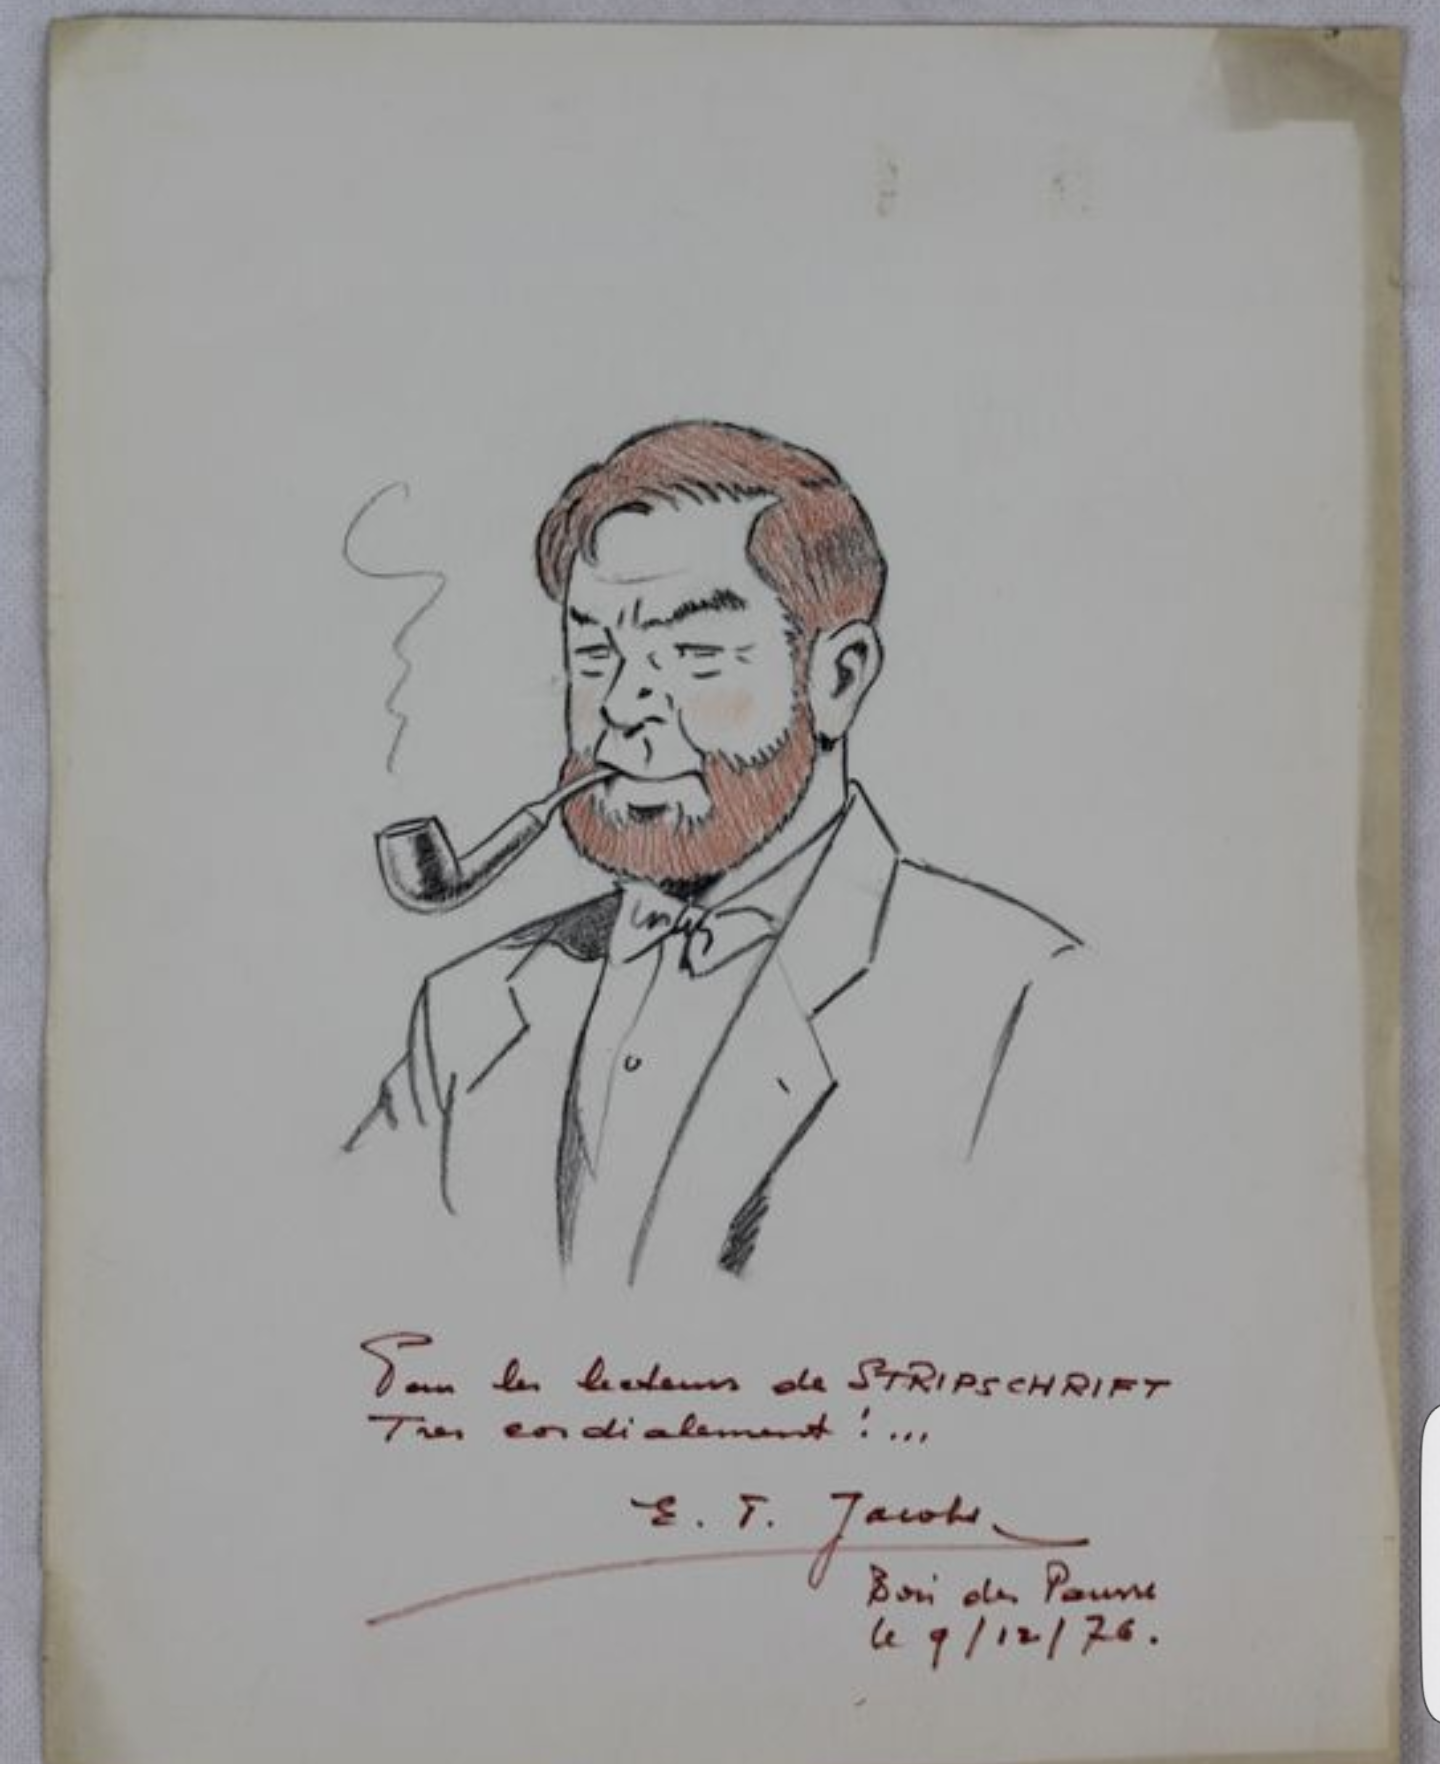 Pour les lecteurs de STRIPSCHRIFT
Très cordialement ! ...
E. P. Jacobs
Bois des Pauvres
le 9/12/76.